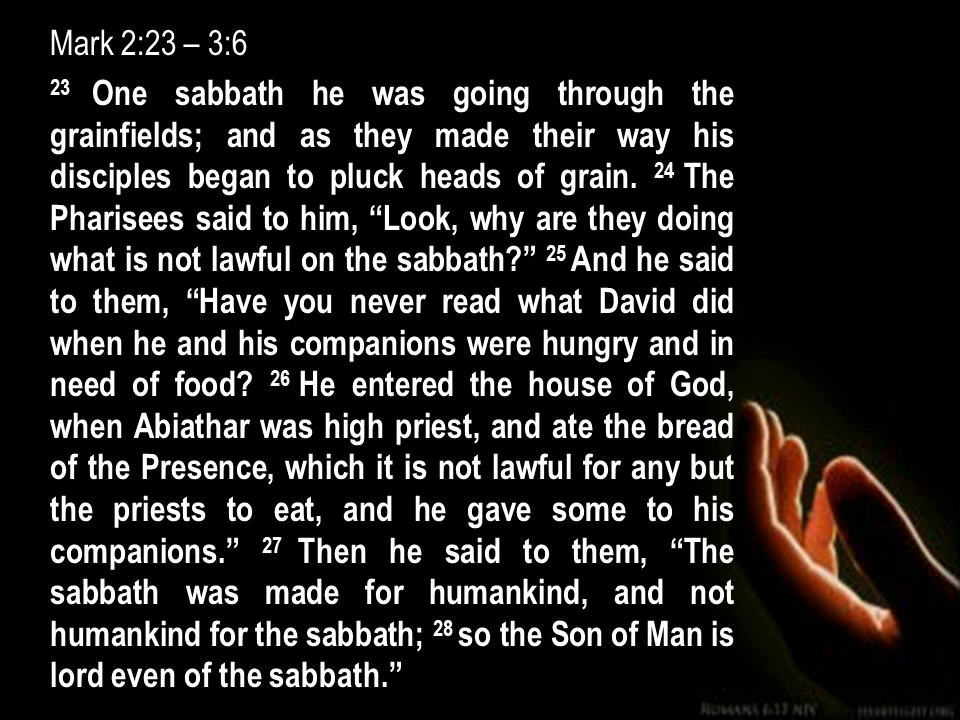 Mark 2:23 – 3:6
23 One sabbath he was going through the
grainfields; and as they made their way his
disciples began to pluck heads of grain. 24 The
Pharisees said to him, “Look, why are they doing
what is not lawful on the sabbath?” 25 And he said
to them, “Have you never read what David did
when he and his companions were hungry and in
need of food? 26 He entered the house of God,
when Abiathar was high priest, and ate the bread
of the Presence, which it is not lawful for any but
the priests to eat, and he gave some to his
companions.” 27 Then he said to them, “The
sabbath was made for humankind, and not
humankind for the sabbath; 28 so the Son of Man is
lord even of the sabbath.”